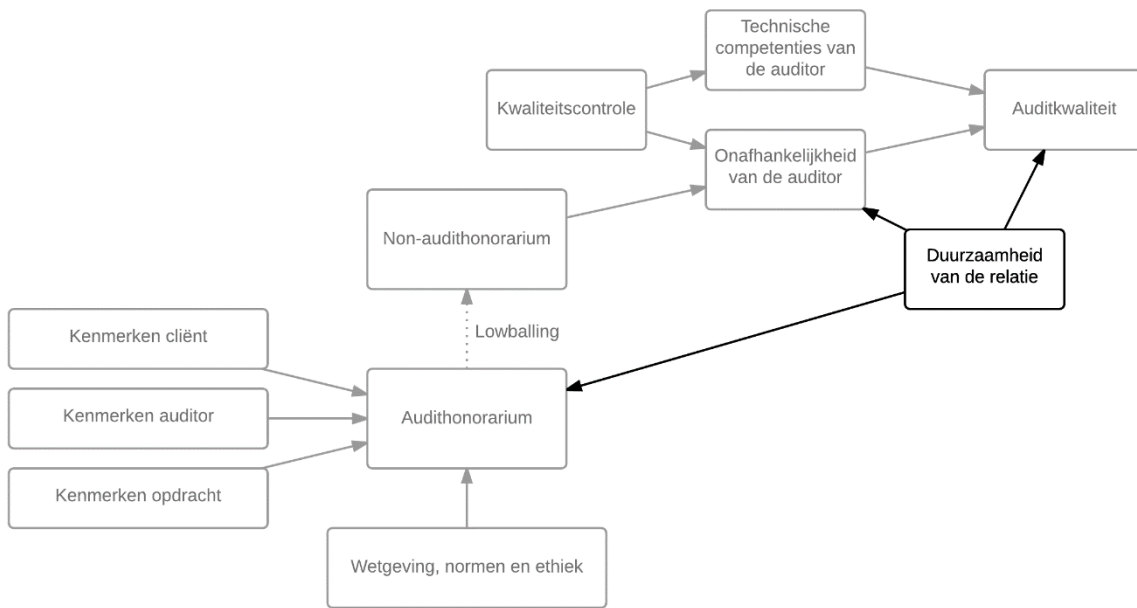 Technische
competenties van
de auditor
Kwaliteitscontrole
Auditkwaliteit
Onafhankelijkheid
van de auditor
Non-audithonorarium
Duurzaamheid
van de relatie
Kenmerken cliënt
Lowballing
Kenmerken auditor
Audithonorarium
Kenmerken opdracht
Wetgeving, normen en ethiek